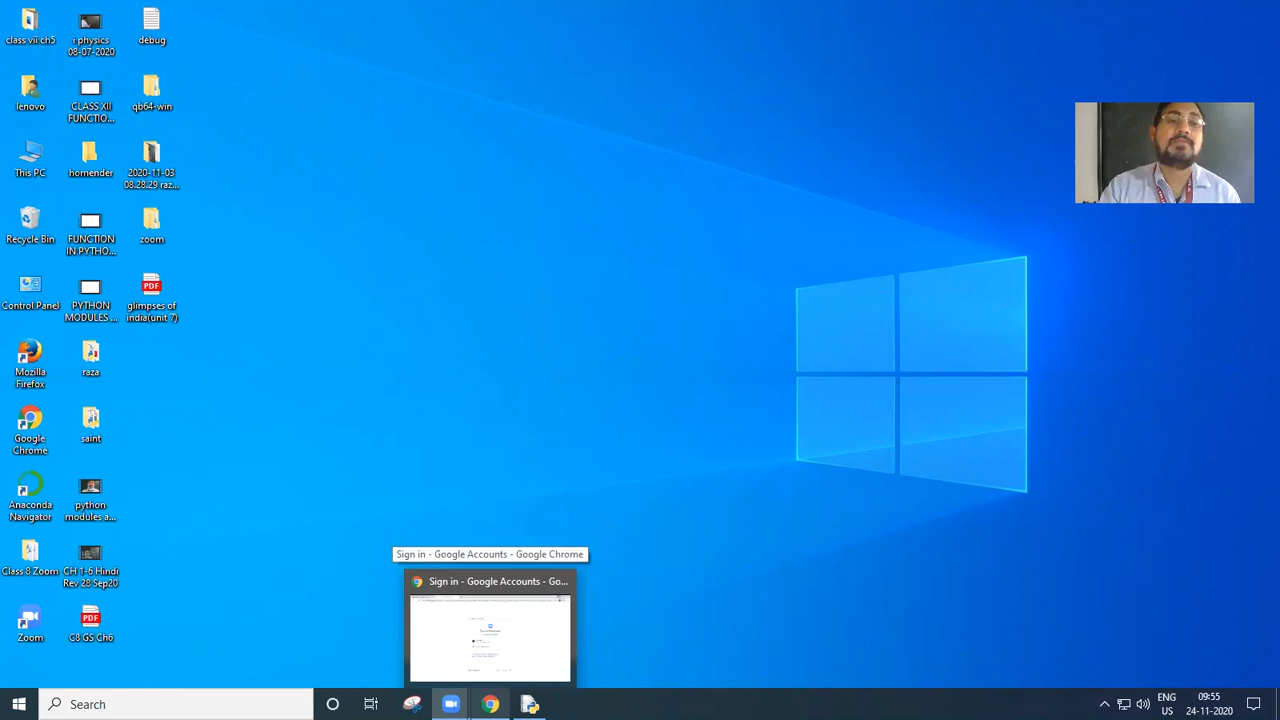 class vii ch5
i physics
08-07-2020
debug
lenovo
CLASS XII
FUNCTIO...
qb64-win
This PC
homender
2020-11-03
08.28.29 raz...
Recycle Bin
FUNCTION
IN PYTHO...
zoom
Control Panel
PYTHON
MODULES ...
PDF
glimpses of
india(unit 7)
Mozilla
Firefox
raza
Google
Chrome
saint
Anaconda
Navigator
python
modules a...
Class 8 Zoom
CH 1-6 Hindi
Rev 28 Sep20
Zoom
PDF
C8 GS Ch6
Sign in - Google Accounts - Google Chrome
Sign in - Google Accounts - Go...
Search
ENG
US
09:55
24-11-2020